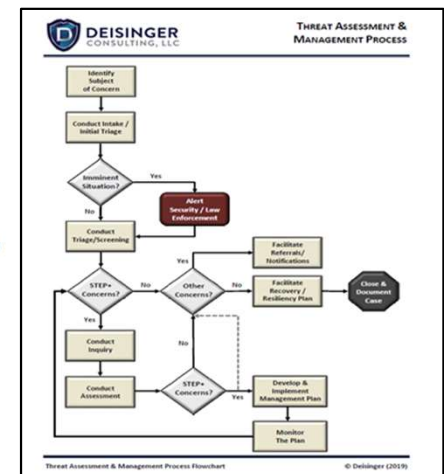 DEISINGER
CONSULTING, LLC
THREAT ASSESSMENT &
MANAGEMENT PROCESS
Identify
Subject
of Concern
Conduct Intake /
Initial Triage
Imminent
Situation?
Yes
No
Alert
Security / Law
Enforcement
Conduct
Triage/Screening
STEP+
Concerns?
No
Yes
Other
Concerns?
Yes
No
Facilitate
Referrals/
Notifications
Facilitate
Recovery /
Resiliency Plan
Close &
Document
Case
Conduct
Inquiry
Conduct
Assessment
STEP+
Concerns?
No
Yes
Develop &
Implement
Management Plan
Monitor
The Plan
Threat Assessment & Management Process Flowchart
© Deisinger (2019)